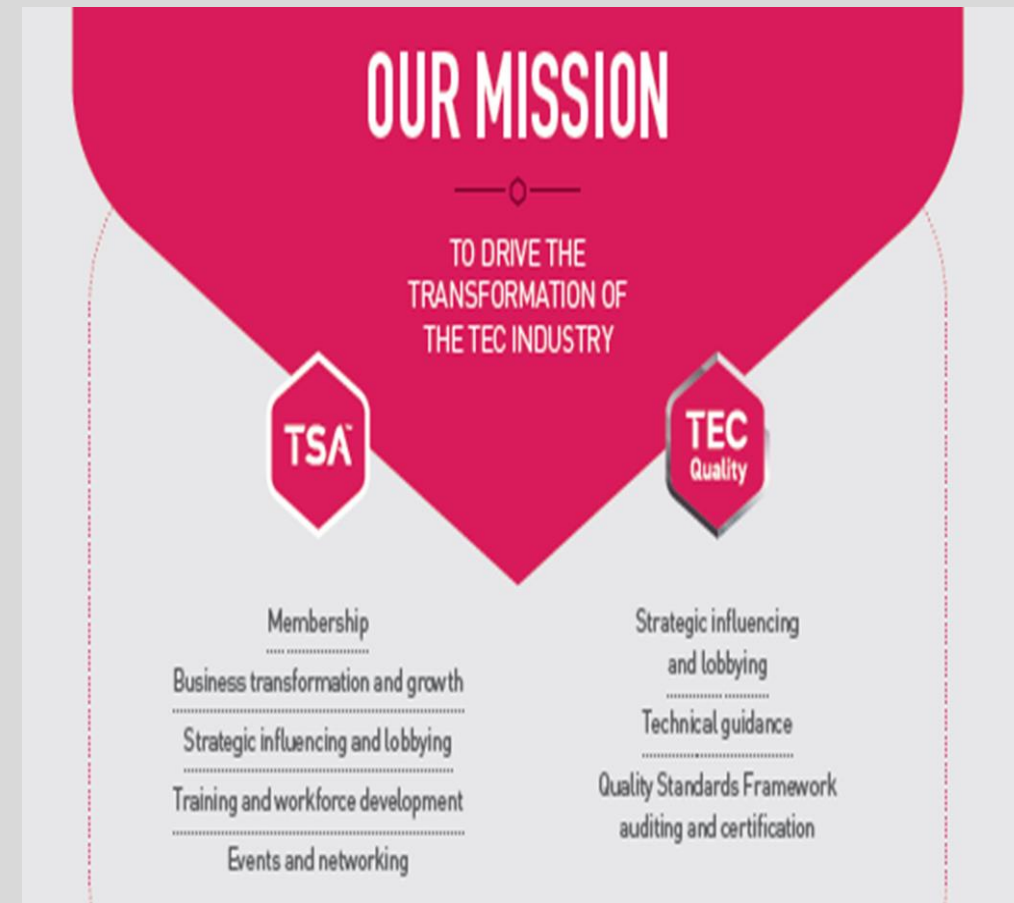 OUR MISSION
TO DRIVE THE
TRANSFORMATION OF
THE TEC INDUSTRY
TSA™
Membership
Business transformation and growth
Strategic influencing and lobbying
Training and workforce development
Events and networking
TEC
Quality
Strategic influencing
and lobbying
Technical guidance
Quality Standards Framework
auditing and certification